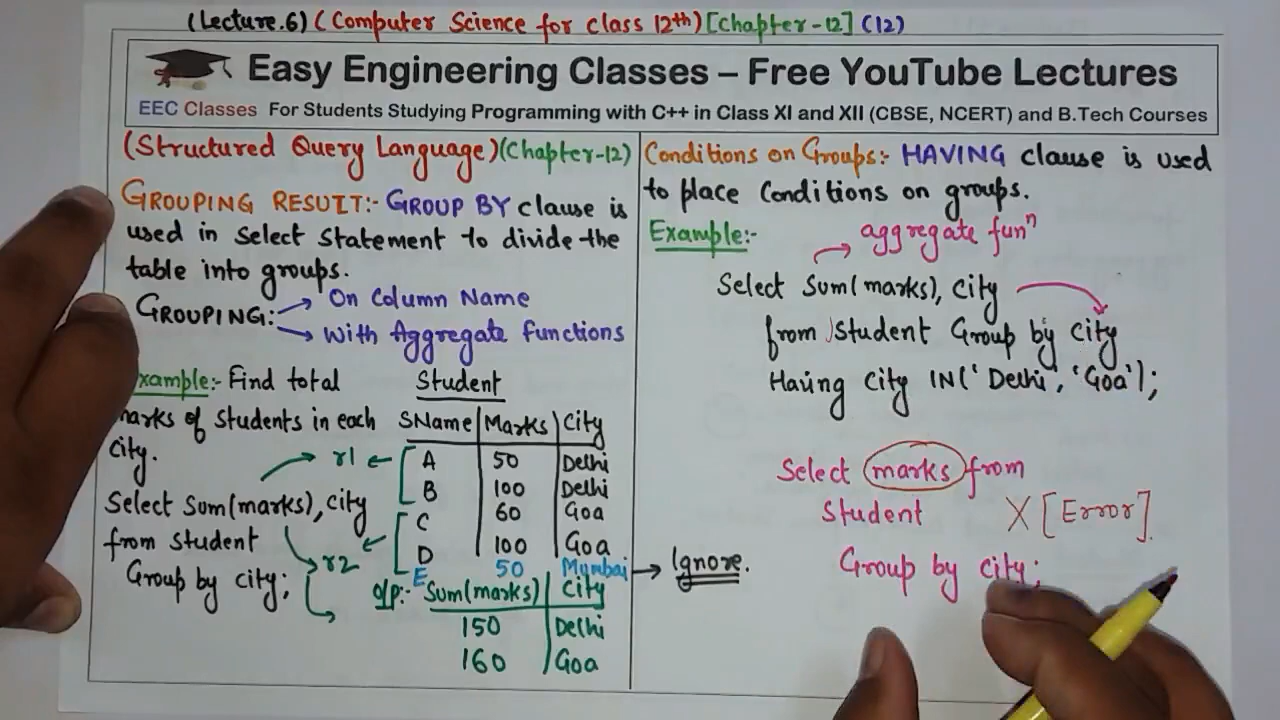 (Lecture.6) (Computer Science for class 12th) [Chapter-12] (12)
Easy Engineering Classes – Free YouTube Lectures
EEC Classes For Students Studying Programming with C++ in Class XI and XII (CBSE, NCERT) and B.Tech Courses
(Structured Query Language) (Chapter-12)
GROUPING RESULT:- GROUP BY clause is
used in Select Statement to divide the
table into groups.
GROUPING:
On Column Name
With Aggregate Functions
xample:- Find total
marks of Students in each
city.
Select Sum(marks), city
from student
Group by city;
r1
r2
Student
SName Marks City
A 50 Delhi
B 100 Delhi
C 60 Goa
D 100 Goa
E 50 Mumbai
Ignore.
o/p:- Sum(marks) City
150 Delhi
160 Goa
Conditions on Groups:- HAVING clause is used
to place Conditions on groups.
Example:-
aggregate funⁿ
Select Sum(marks), City
from Student Group by City
Having City IN('Delhi', 'Goa');
Select marks from
Student X [Error].
Group by city;